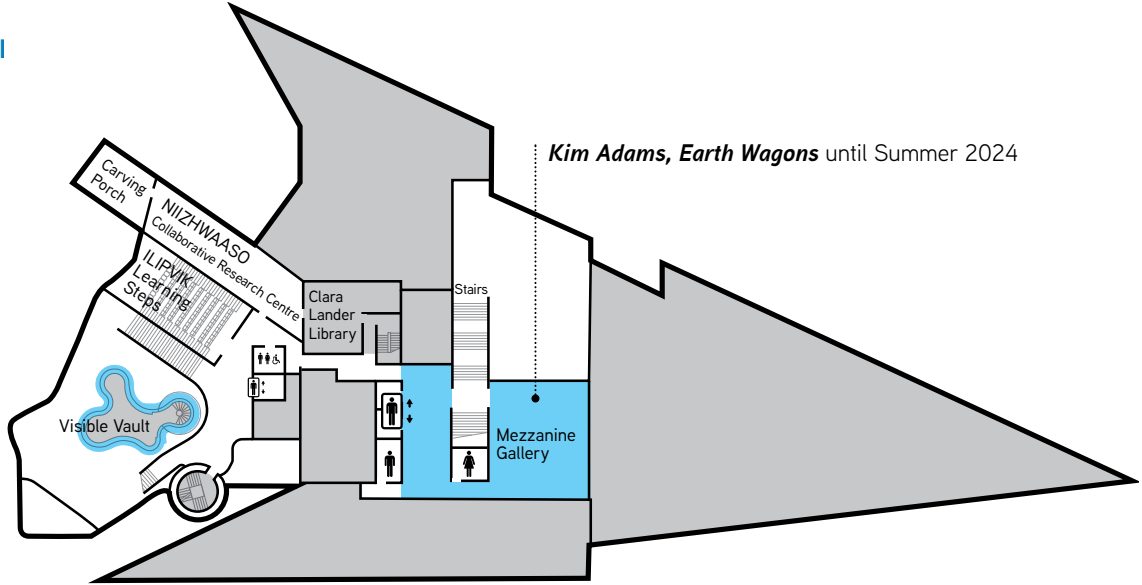 Kim Adams, Earth Wagons until Summer 2024
Carving
Porch
NIIZHWAASO
Collaborative Research Centre
ILIPVIK
Learning
Steps
Clara
Lander
Library
Stairs
Visible Vault
Mezzanine
Gallery